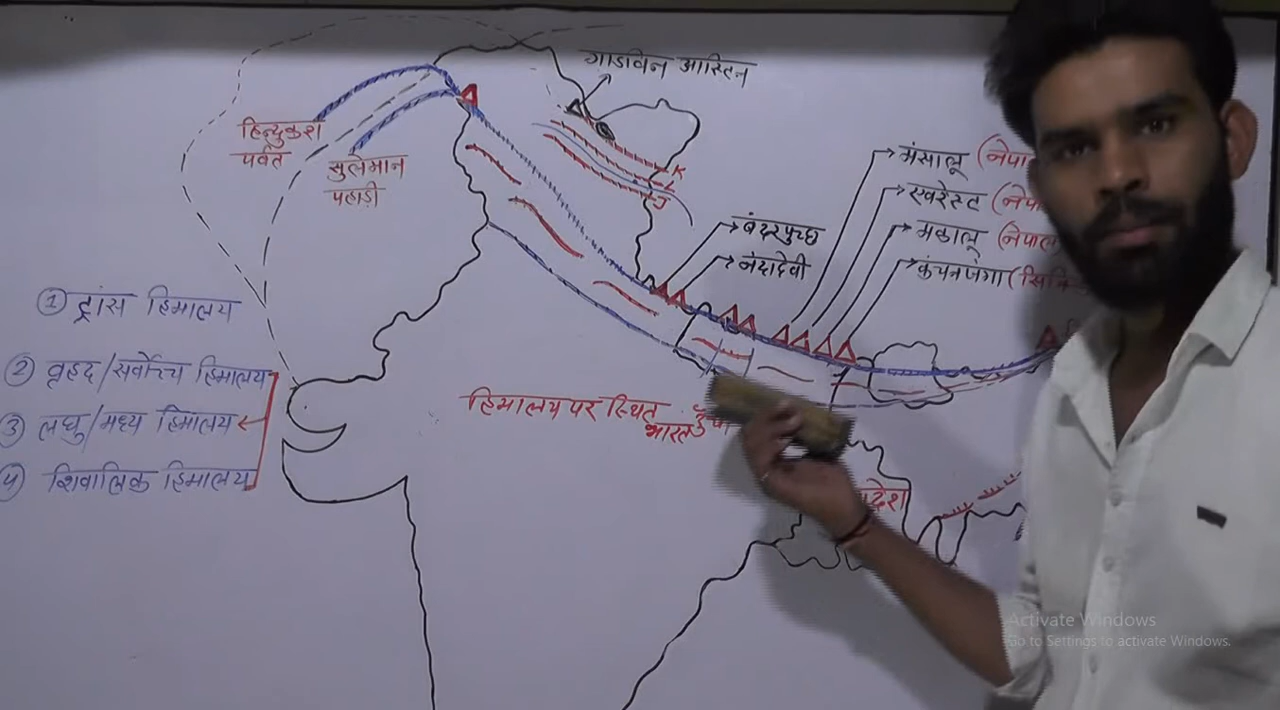 गाडविन आस्टिन
हिन्दुकुश
पर्वत
सुलेमान
पहाड़ी
K
L
J
मंसालू (नेपा
एवरेस्ट (नेपा
मकालू (नेपाल
कंचनजंगा (सिक्कि
बंदरपुच्छ
नंदादेवी
① ट्रांस हिमालय
② वृहद/सर्वोच्च हिमालय
③ लघु/मध्य हिमालय
④ शिवालिक हिमालय
हिमालय पर स्थित
भारत
देश
Activate Windows
Go to Settings to activate Windows.